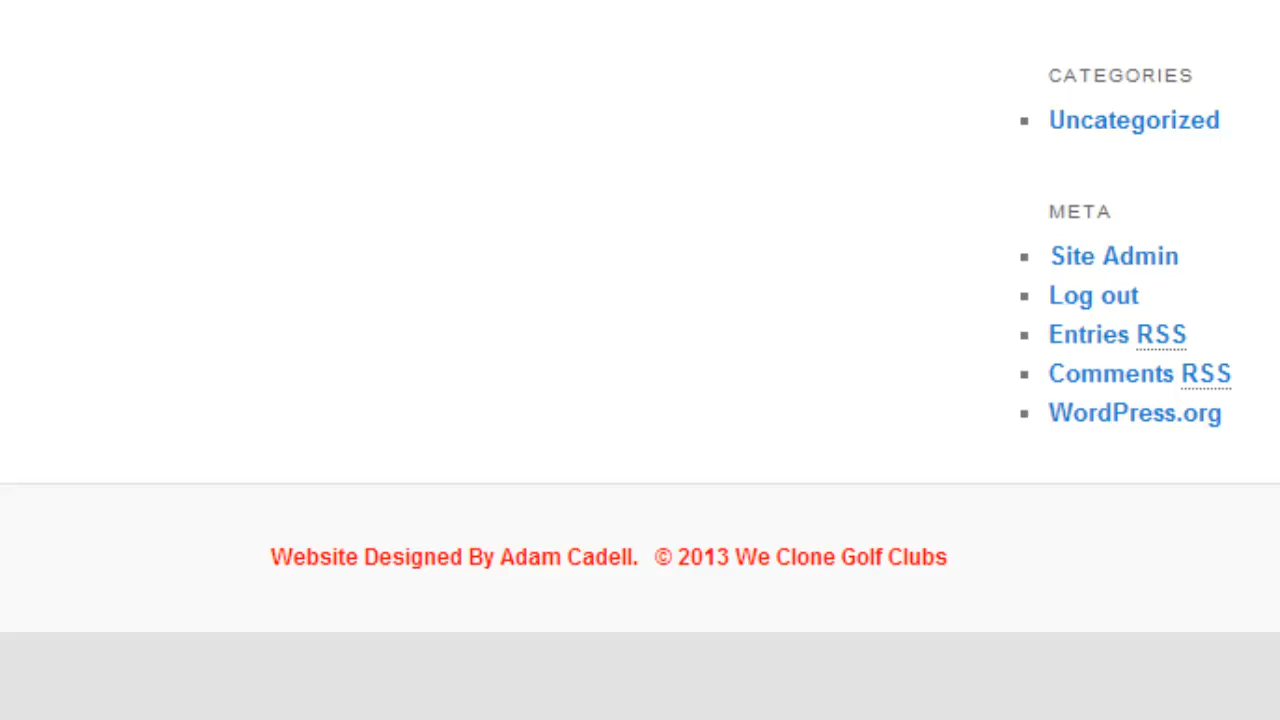 CATEGORIES
Uncategorized
META
Site Admin
Log out
Entries RSS
Comments RSS
WordPress.org
Website Designed By Adam Cadell. © 2013 We Clone Golf Clubs